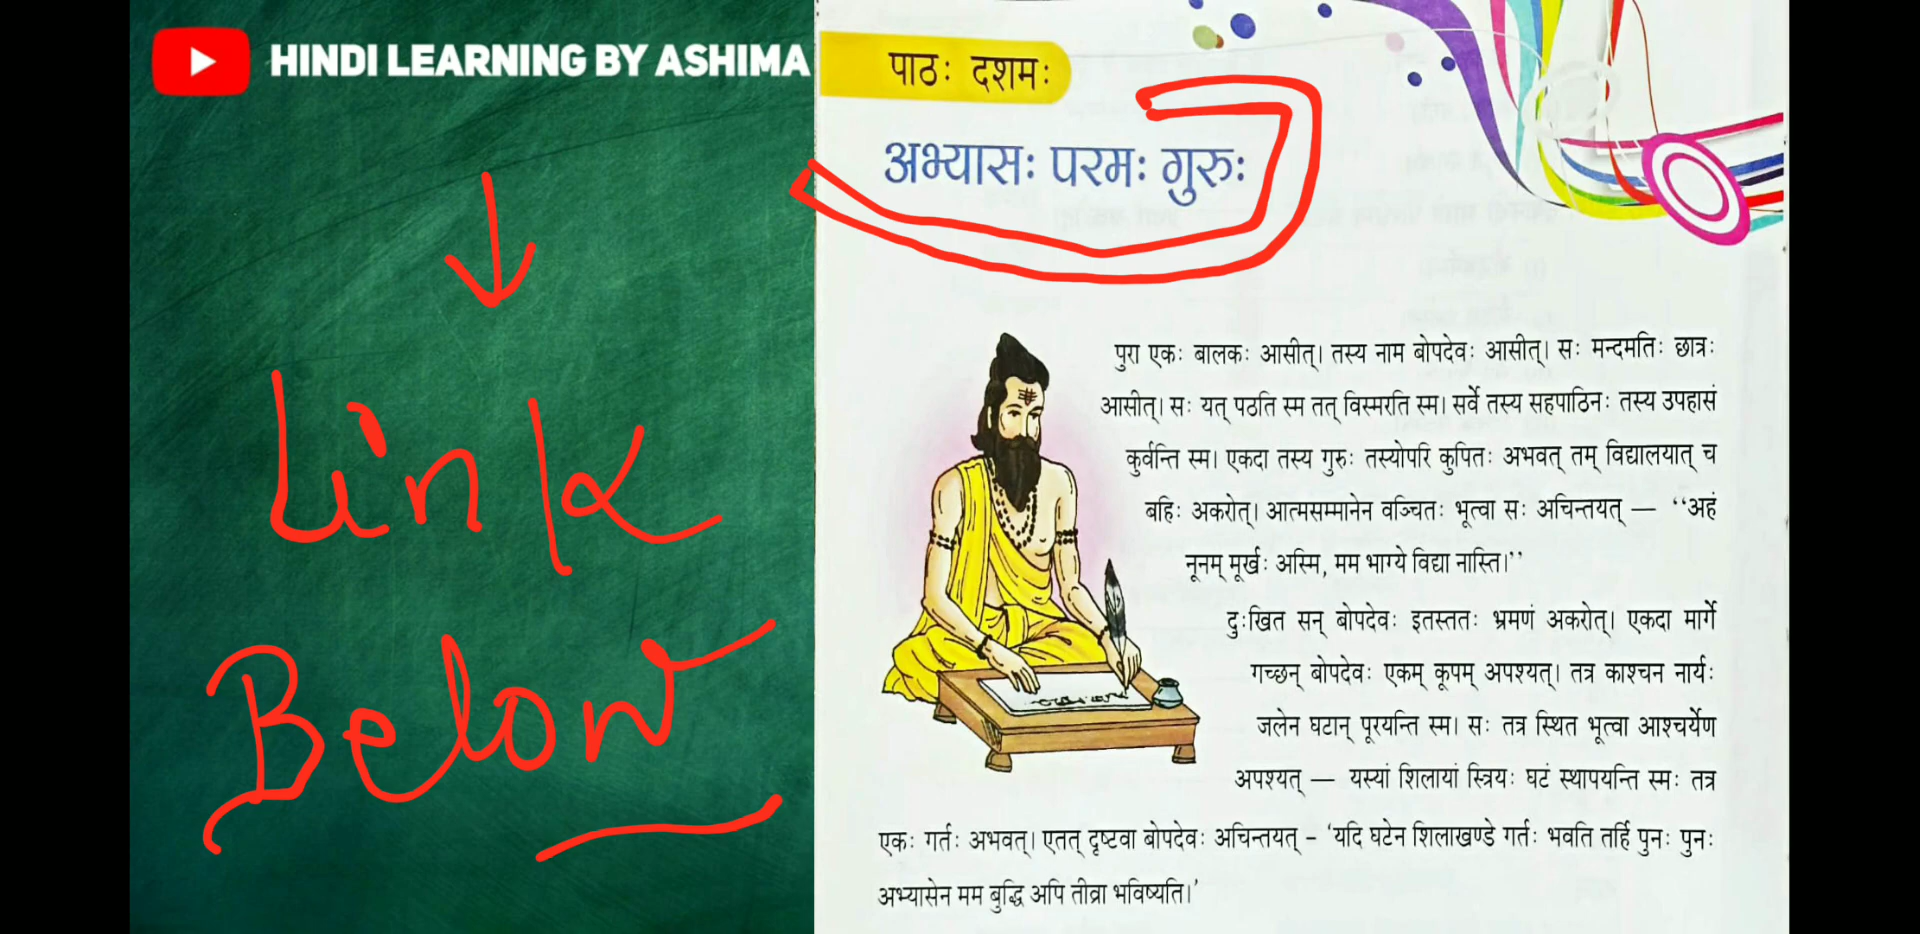 HINDI LEARNING BY ASHIMA
Link
Below
पाठः दशमः
अभ्यासः परमः गुरुः
पुरा एकः बालकः आसीत्। तस्य नाम बोपदेवः आसीत्। सः मन्दमतिः छात्रः
आसीत्। सः यत् पठति स्म तत् विस्मरति स्म। सर्वे तस्य सहपाठिनः तस्य उपहासं
कुर्वन्ति स्म। एकदा तस्य गुरुः तस्योपरि कुपितः अभवत् तम् विद्यालयात् च
बहिः अकरोत्। आत्मसम्मानेन वञ्चितः भूत्वा सः अचिन्तयत् — ‘‘अहं
नूनम् मूर्खः अस्मि, मम भाग्ये विद्या नास्ति।’’
दुःखित सन् बोपदेवः इतस्ततः भ्रमणं अकरोत्। एकदा मार्गे
गच्छन् बोपदेवः एकम् कूपम् अपश्यत्। तत्र काश्चन नार्यः
जलेन घटान् पूरयन्ति स्म। सः तत्र स्थित भूत्वा आश्चर्येण
अपश्यत् — यस्यां शिलायां स्त्रियः घटं स्थापयन्ति स्मः तत्र
एकः गर्तः अभवत्। एतत् दृष्टवा बोपदेवः अचिन्तयत् – ‘यदि घटेन शिलाखण्डे गर्तः भवति तर्हि पुनः पुनः
अभ्यासेन मम बुद्धि अपि तीव्रा भविष्यति।’